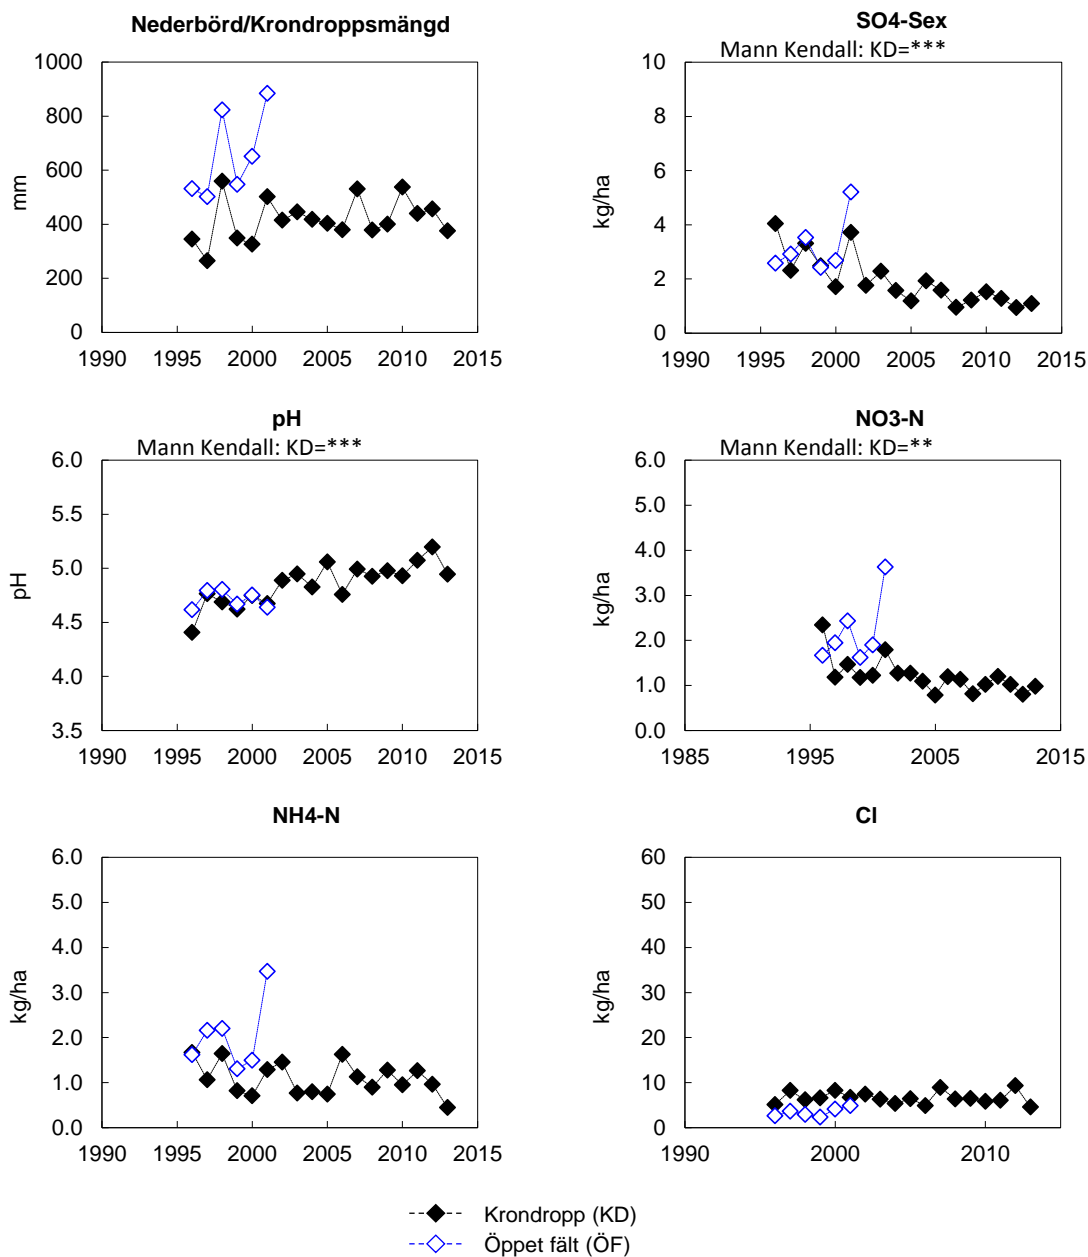 Nederbörd/Krondroppsmängd
1000
800
600
400
200
0
mm
1990 1995 2000 2005 2010 2015
SO4-Sex
Mann Kendall: KD=***
10
8
6
4
2
0
kg/ha
1990 1995 2000 2005 2010 2015
pH
Mann Kendall: KD=***
6.0
5.5
5.0
4.5
4.0
3.5
pH
1990 1995 2000 2005 2010 2015
NO3-N
Mann Kendall: KD=**
6.0
5.0
4.0
3.0
2.0
1.0
0.0
kg/ha
1985 1995 2005 2015
NH4-N
6.0
5.0
4.0
3.0
2.0
1.0
0.0
kg/ha
1990 1995 2000 2005 2010 2015
Cl
60
50
40
30
20
10
0
kg/ha
1990 2000 2010
Krondropp (KD)
Öppet fält (ÖF)